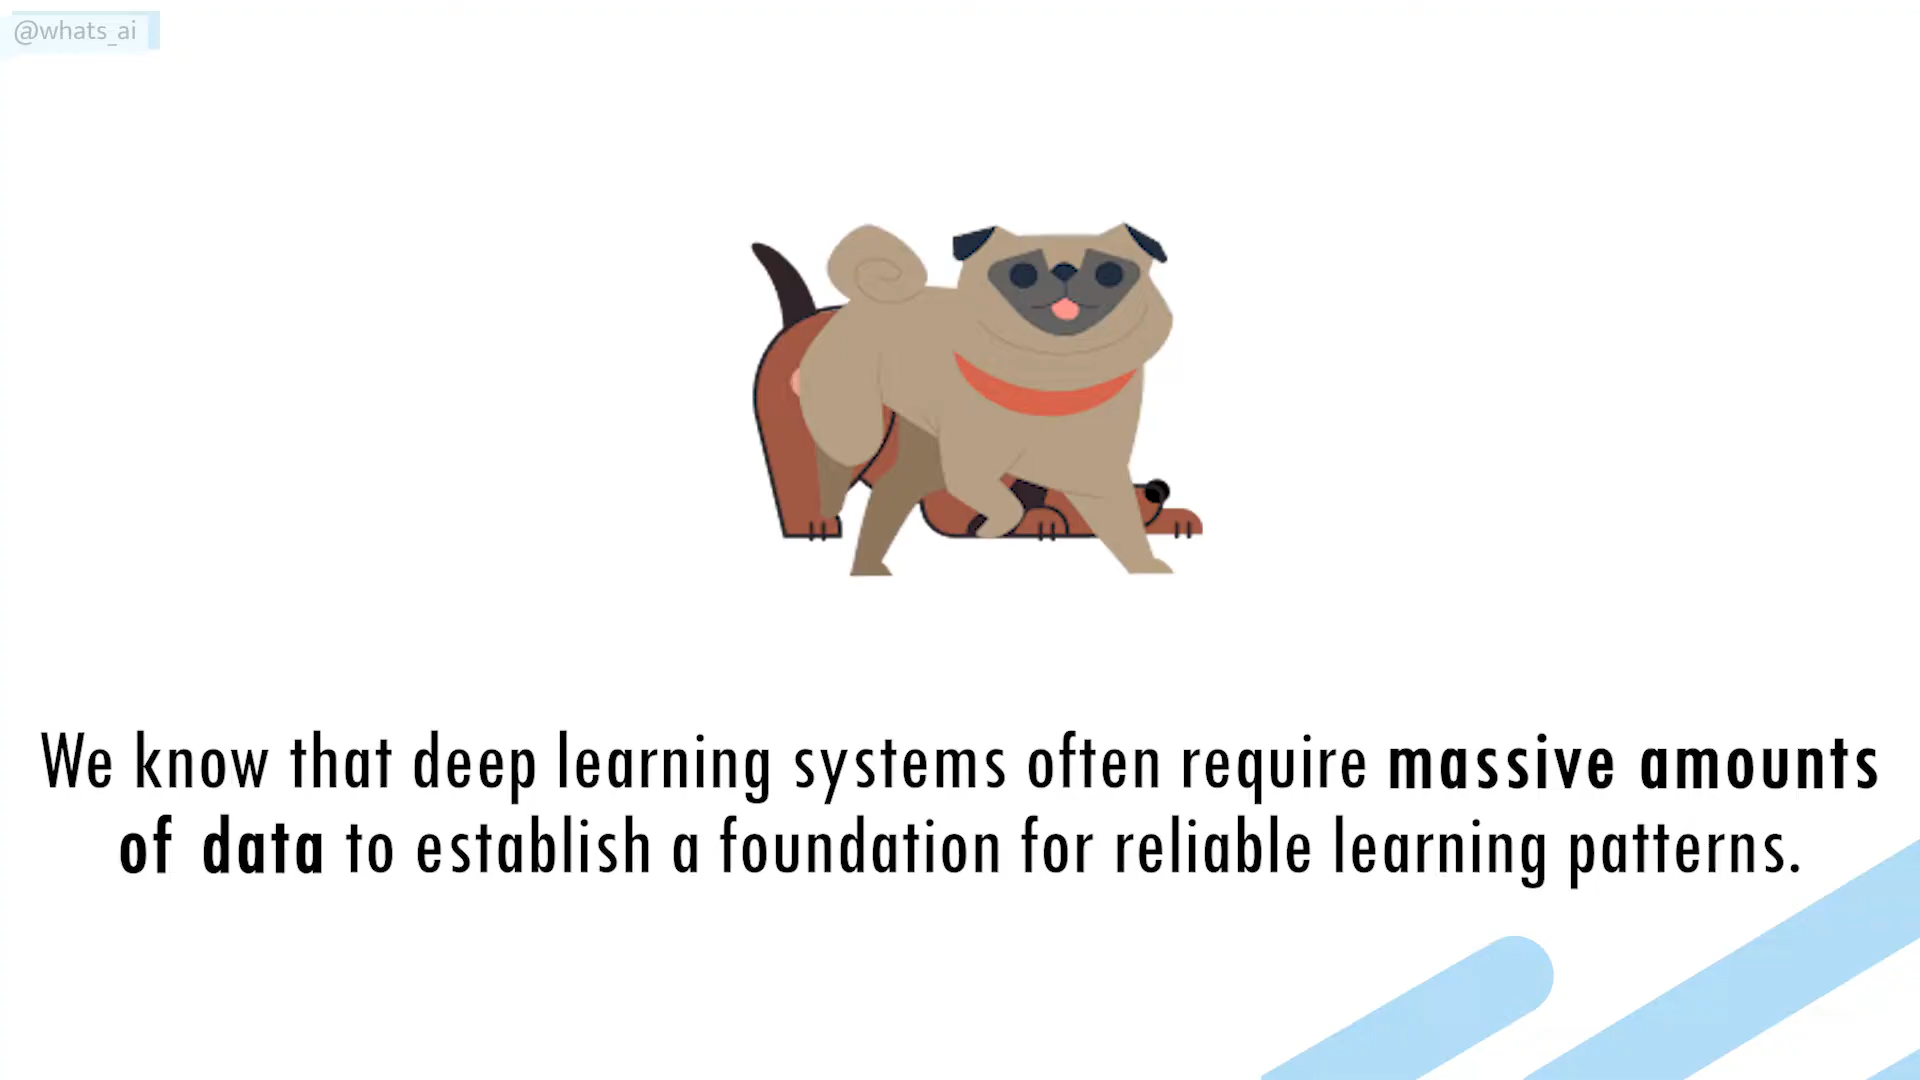 @whats_ai
We know that deep learning systems often require massive amounts
of data to establish a foundation for reliable learning patterns.